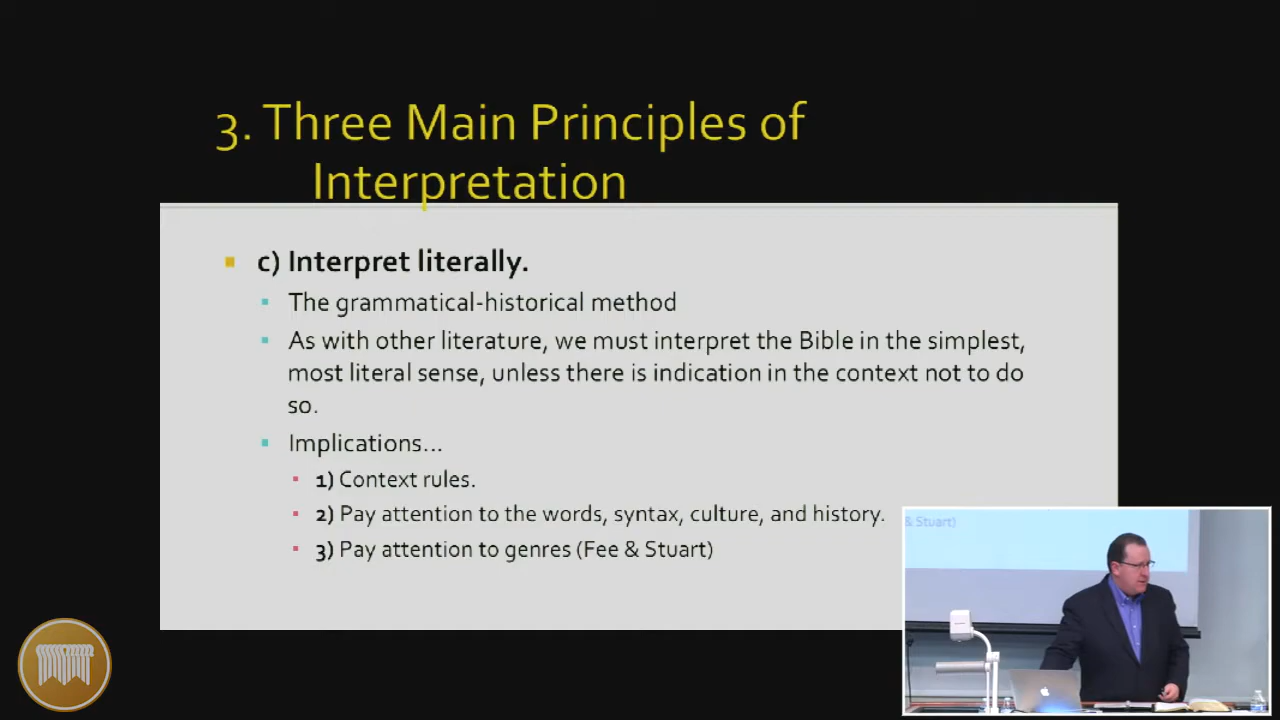 3. Three Main Principles of
Interpretation
c) Interpret literally.
The grammatical-historical method
As with other literature, we must interpret the Bible in the simplest,
most literal sense, unless there is indication in the context not to do
so.
Implications...
1) Context rules.
2) Pay attention to the words, syntax, culture, and history.
3) Pay attention to genres (Fee & Stuart)
& Stuart)